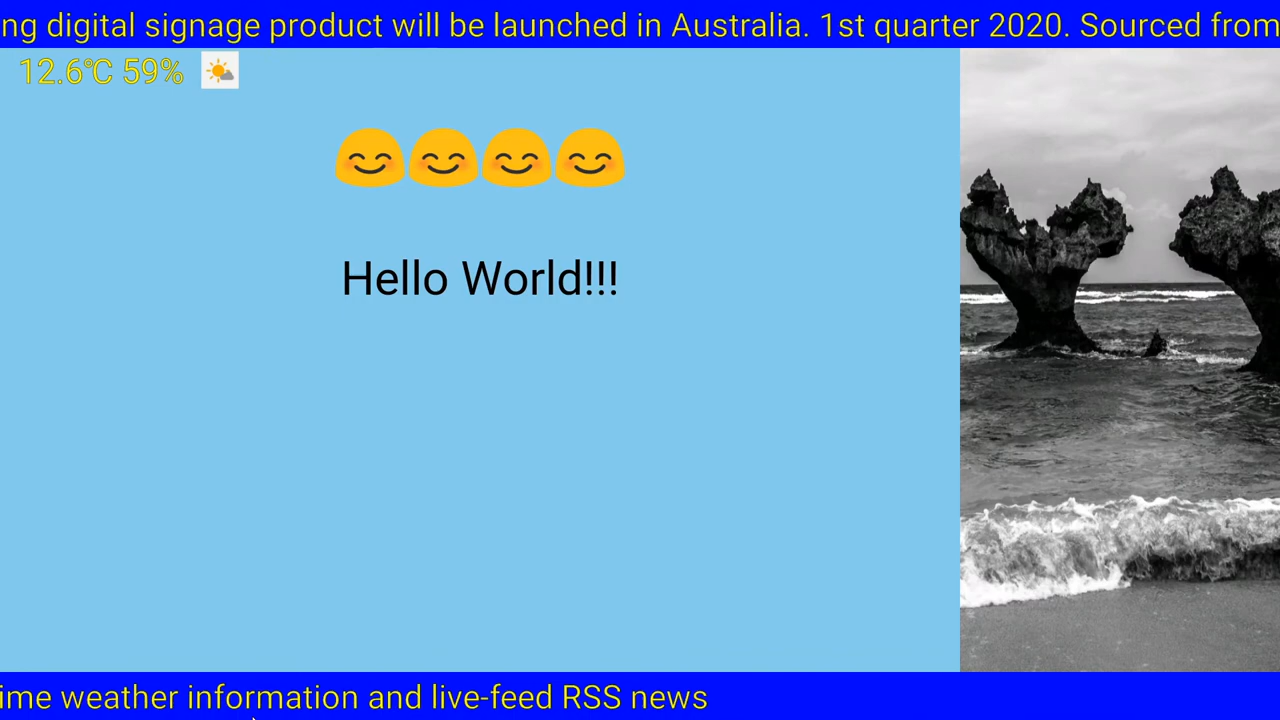 ng digital signage product will be launched in Australia. 1st quarter 2020. Sourced from
12.6℃ 59%
😊😊😊😊
Hello World!!!
ime weather information and live-feed RSS news